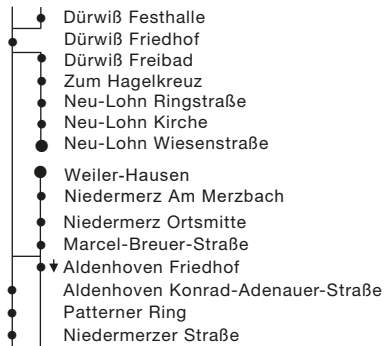 Dürwiß Festhalle
Dürwiß Friedhof
Dürwiß Freibad
Zum Hagelkreuz
Neu-Lohn Ringstraße
Neu-Lohn Kirche
Neu-Lohn Wiesenstraße
Weiler-Hausen
Niedermerz Am Merzbach
Niedermerz Ortsmitte
Marcel-Breuer-Straße
Aldenhoven Friedhof
Aldenhoven Konrad-Adenauer-Straße
Patterner Ring
Niedermerzer Straße